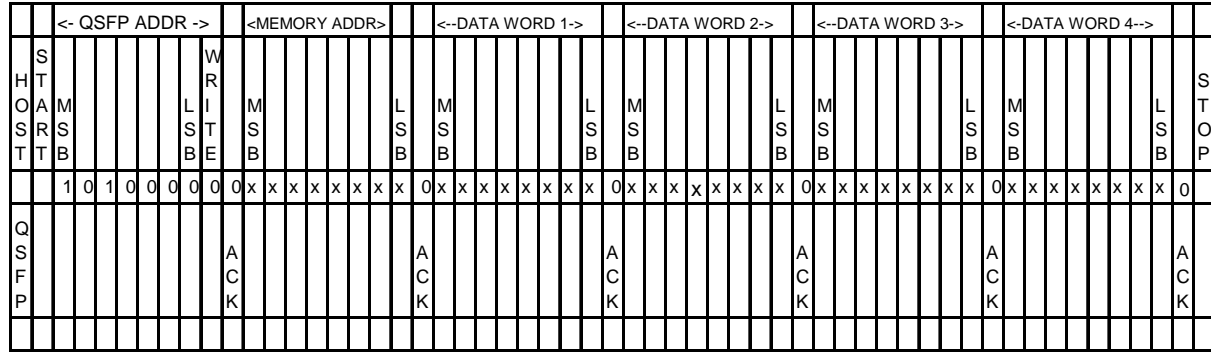 <- QSFP ADDR -> <MEMORY ADDR> <--DATA WORD 1-> <--DATA WORD 2-> <--DATA WORD 3-> <-DATA WORD 4-->
HOST START MSB LSB WRITE MSB LSB MSB LSB MSB LSB MSB LSB MSB LSB STOP
1 0 1 0 0 0 0 0 0 x x x x x x x x 0 x x x x x x x x 0 x x x x x x x x 0 x x x x x x x x 0 x x x x x x x x 0
QSFP ACK ACK ACK ACK ACK ACK